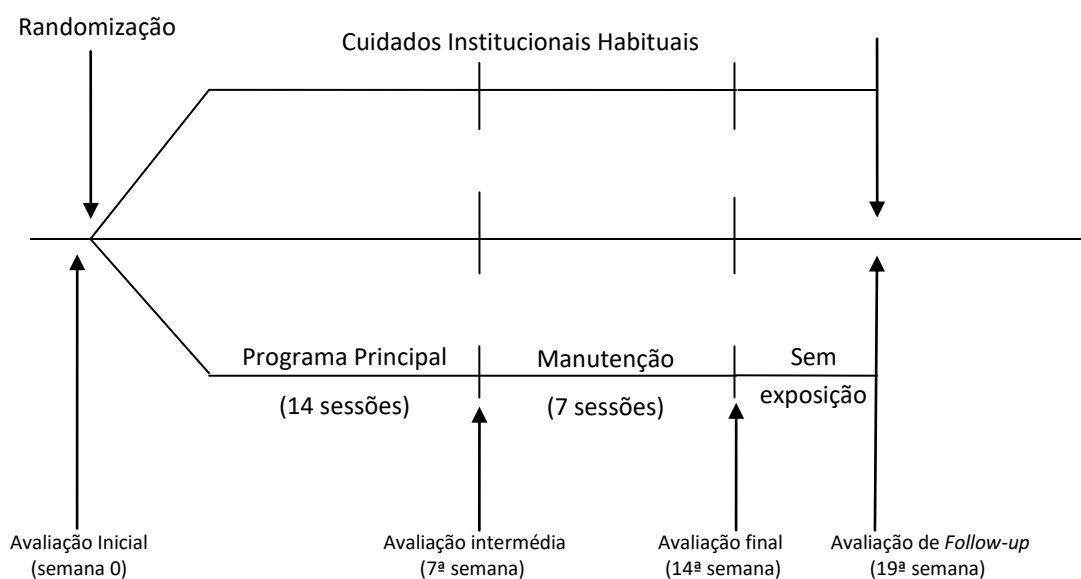 Randomização
Cuidados Institucionais Habituais
Programa Principal
(14 sessões)
Manutenção
(7 sessões)
Sem
exposição
Avaliação Inicial
(semana 0)
Avaliação intermédia
(7ª semana)
Avaliação final
(14ª semana)
Avaliação de Follow-up
(19ª semana)